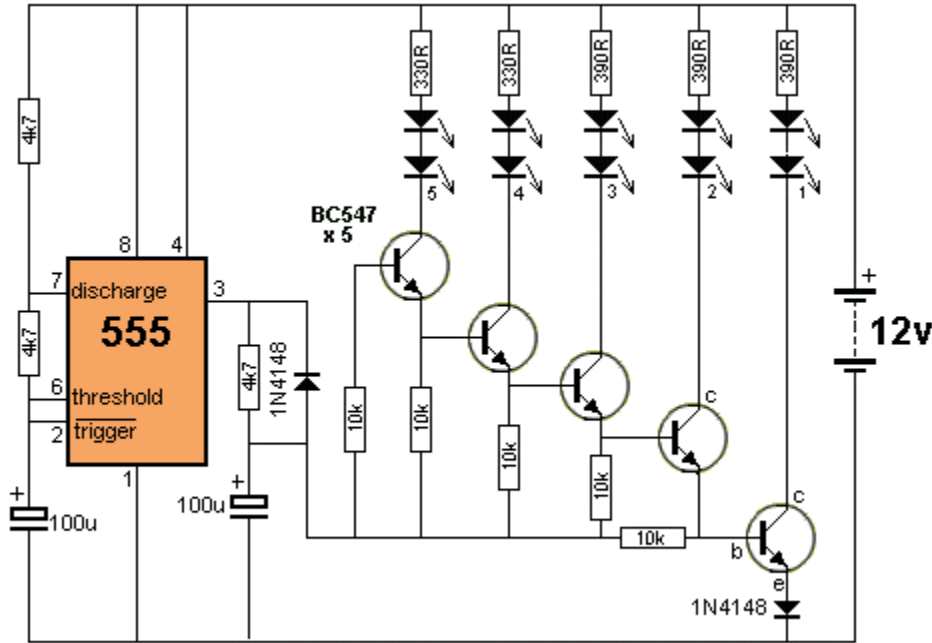 330R 330R 390R 390R 390R
4k7
5 4 3 2 1
BC547
x 5
8 4
7 discharge 3
555
+
12v
4k7
4k7
1N4148
6 threshold
2 trigger
10k
10k
10k
10k
c
1
+
100u
+
100u
10k
b
c
e
1N4148